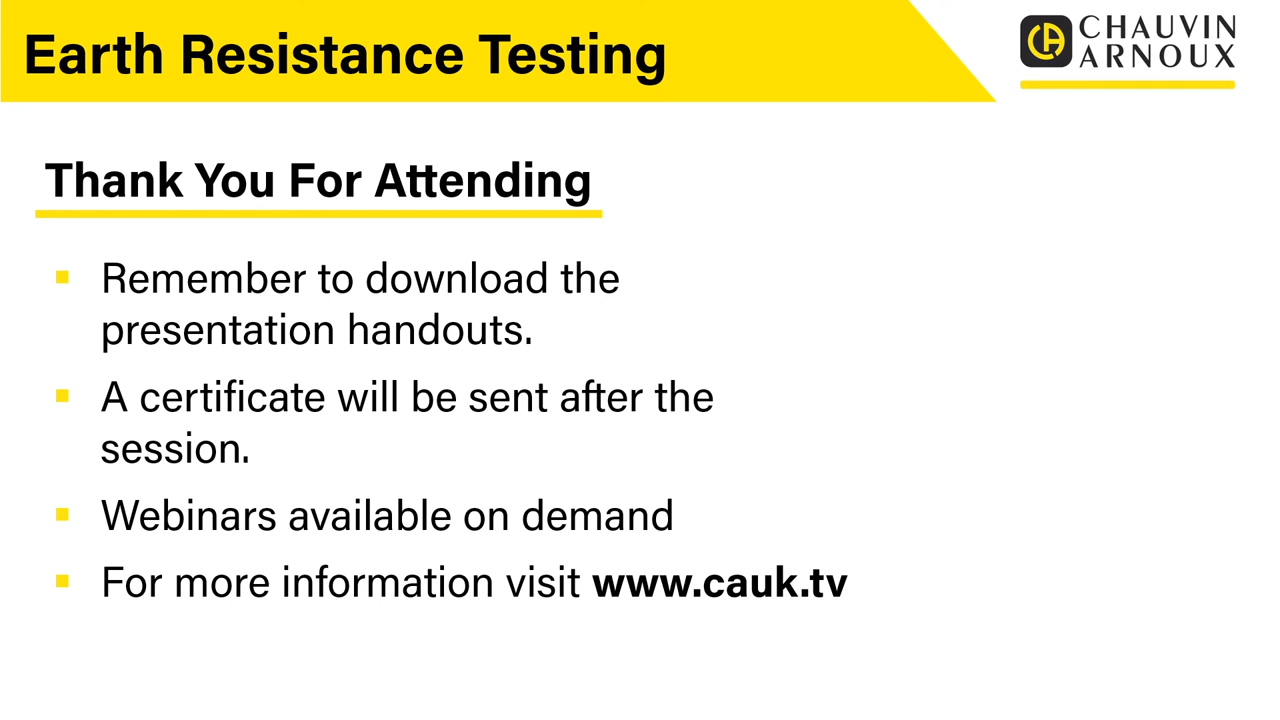 Earth Resistance Testing
CHAUVIN
ARNOUX
Thank You For Attending
Remember to download the
presentation handouts.
A certificate will be sent after the
session.
Webinars available on demand
For more information visit www.cauk.tv